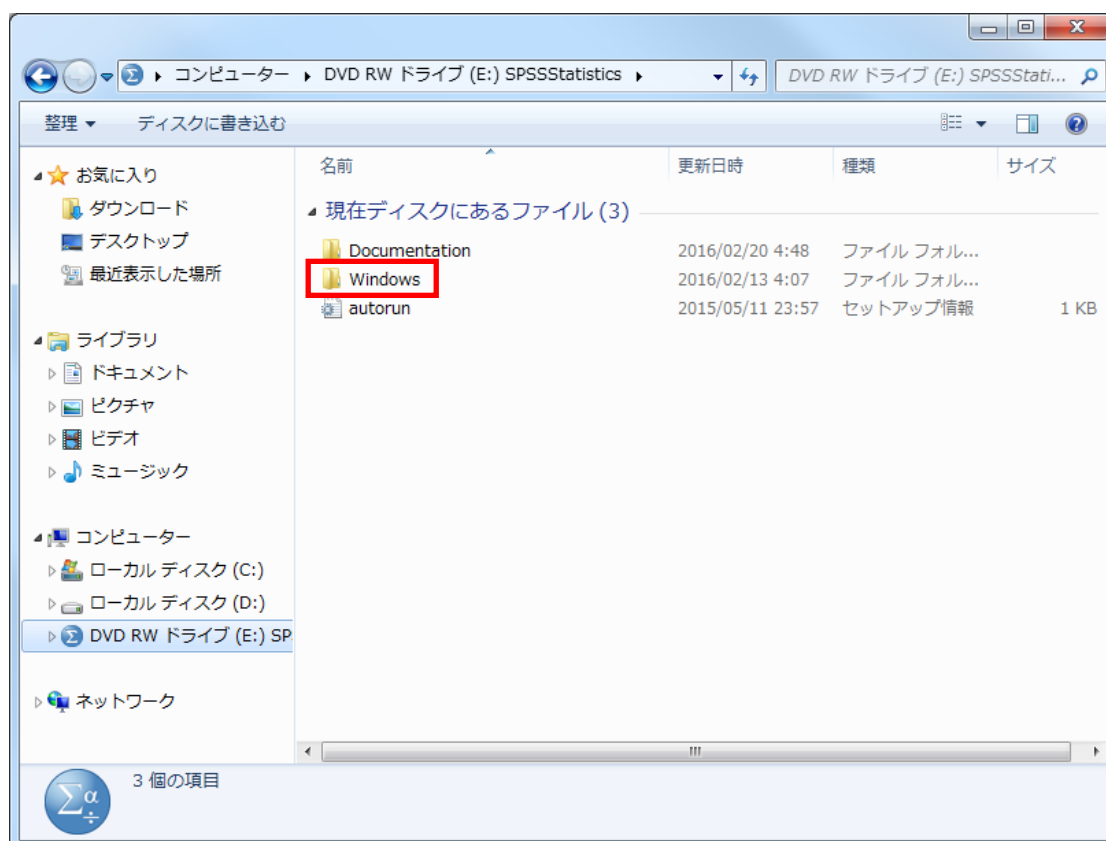 コンピューター ▸ DVD RW ドライブ (E:) SPSSStatistics ▸
DVD RW ドライブ (E:) SPSSStati...
整理 ディスクに書き込む
名前 更新日時 種類 サイズ
お気に入り
ダウンロード
デスクトップ
最近表示した場所
ライブラリ
ドキュメント
ピクチャ
ビデオ
ミュージック
コンピューター
ローカル ディスク (C:)
ローカル ディスク (D:)
DVD RW ドライブ (E:) SP
ネットワーク
現在ディスクにあるファイル (3)
Documentation 2016/02/20 4:48 ファイル フォル...
Windows 2016/02/13 4:07 ファイル フォル...
autorun 2015/05/11 23:57 セットアップ情報 1 KB
3 個の項目
Σα÷